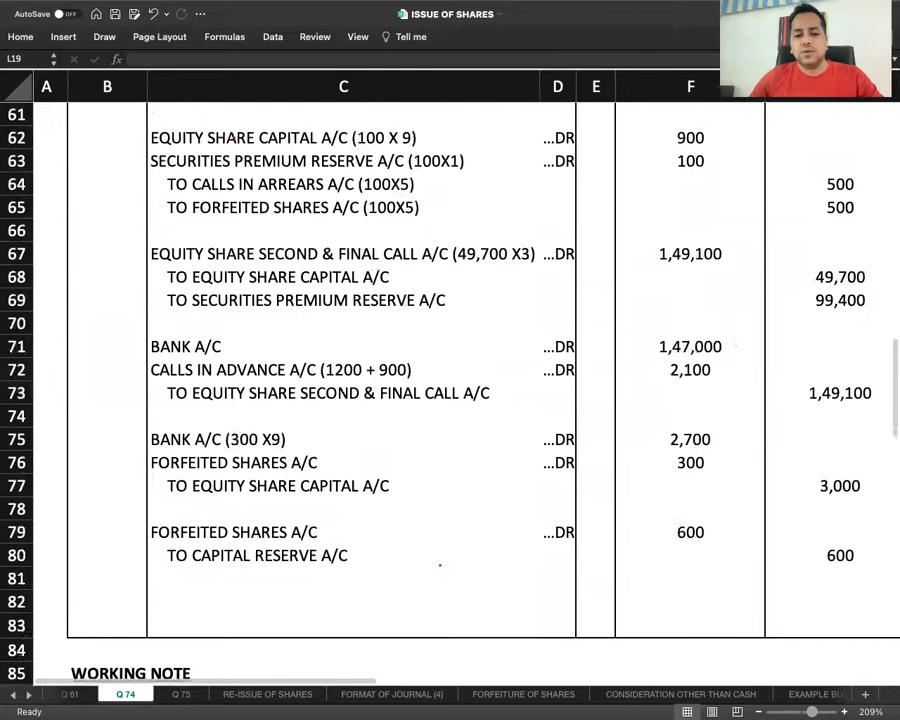 AutoSave OFF ISSUE OF SHARES
Home Insert Draw Page Layout Formulas Data Review View Tell me
L19 fx
A B C D E F
61
62 EQUITY SHARE CAPITAL A/C (100 X 9) ...DR 900
63 SECURITIES PREMIUM RESERVE A/C (100X1) ...DR 100
64 TO CALLS IN ARREARS A/C (100X5) 500
65 TO FORFEITED SHARES A/C (100X5) 500
66
67 EQUITY SHARE SECOND & FINAL CALL A/C (49,700 X3) ...DR 1,49,100
68 TO EQUITY SHARE CAPITAL A/C 49,700
69 TO SECURITIES PREMIUM RESERVE A/C 99,400
70
71 BANK A/C ...DR 1,47,000
72 CALLS IN ADVANCE A/C (1200 + 900) ...DR 2,100
73 TO EQUITY SHARE SECOND & FINAL CALL A/C 1,49,100
74
75 BANK A/C (300 X9) ...DR 2,700
76 FORFEITED SHARES A/C ...DR 300
77 TO EQUITY SHARE CAPITAL A/C 3,000
78
79 FORFEITED SHARES A/C ...DR 600
80 TO CAPITAL RESERVE A/C 600
81
82
83
84
85 WORKING NOTE
Q 61 Q 74 Q 75 RE-ISSUE OF SHARES FORMAT OF JOURNAL (4) FORFEITURE OF SHARES CONSIDERATION OTHER THAN CASH EXAMPLE BU
Ready 209%